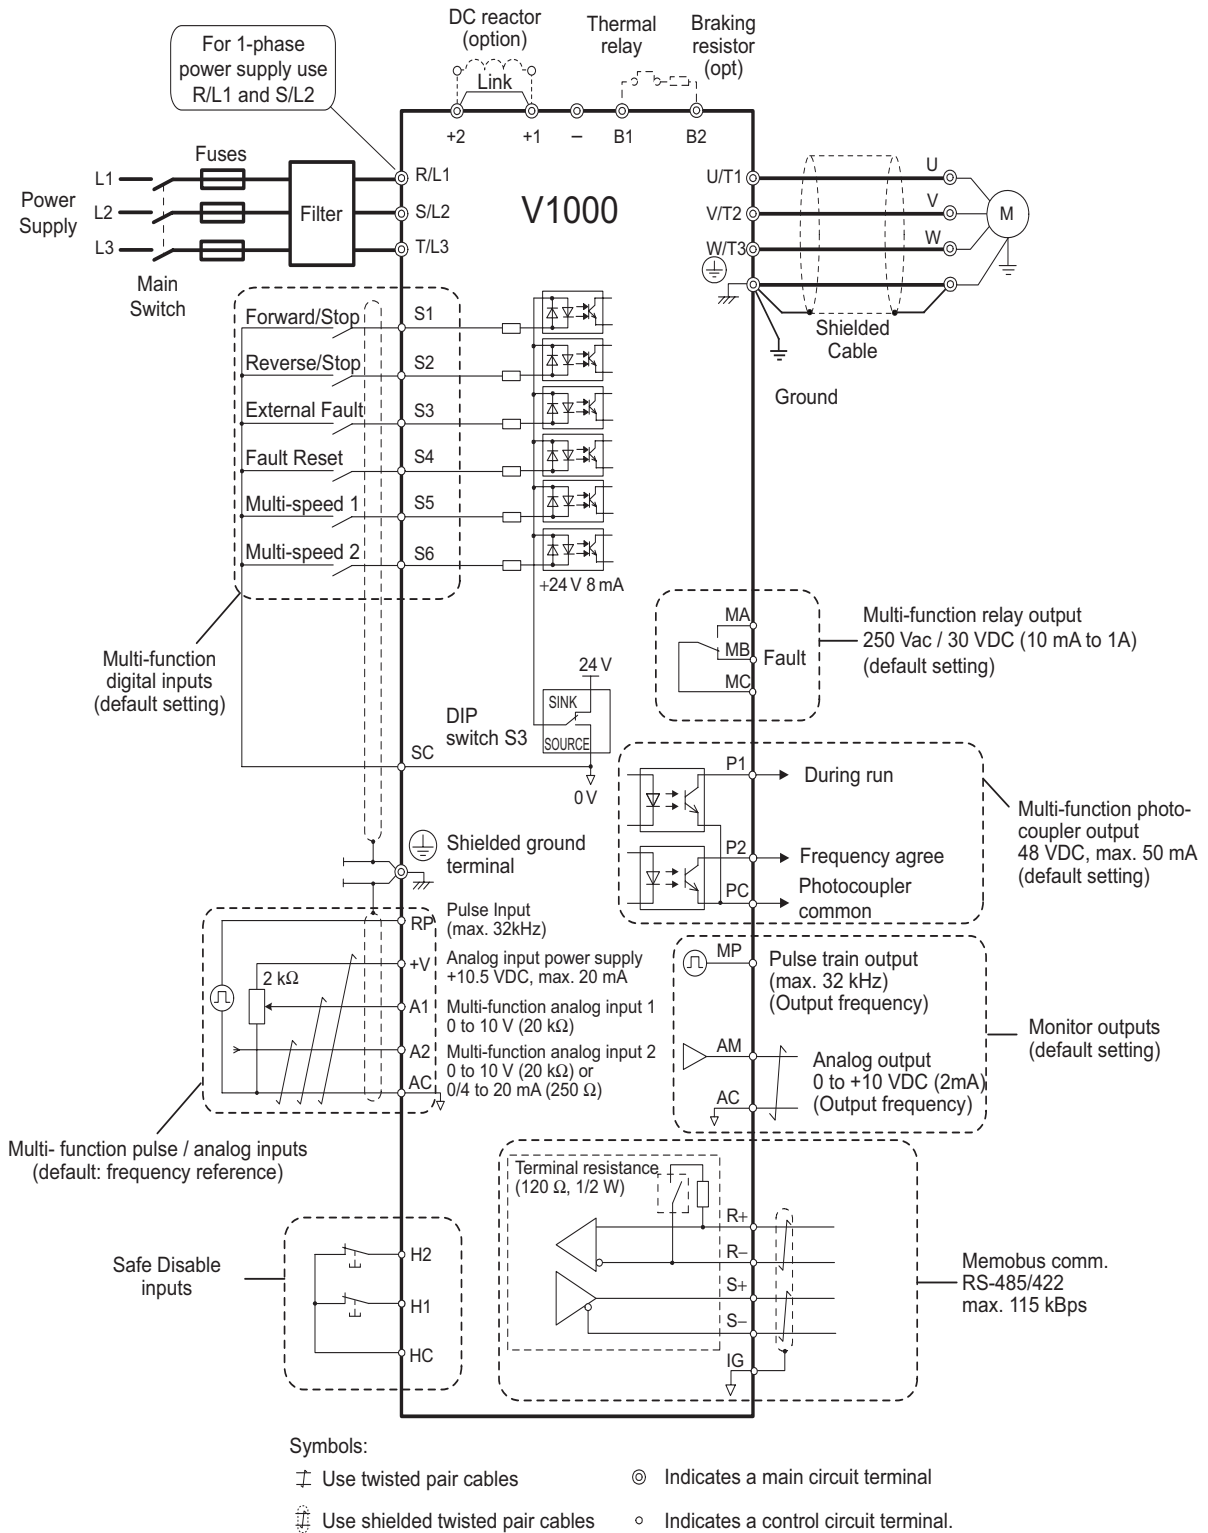 DC reactor
(option)
Thermal
relay
Braking
resistor
(opt)
For 1-phase
power supply use
R/L1 and S/L2
Link
+2
+1
–
B1
B2
Fuses
Power
Supply
L1
L2
L3
Filter
Main
Switch
R/L1
S/L2
T/L3
V1000
U/T1
V/T2
W/T3
U
V
W
M
Shielded
Cable
Ground
Forward/Stop
S1
Reverse/Stop
S2
External Fault
S3
Fault Reset
S4
Multi-speed 1
S5
Multi-speed 2
S6
+24 V 8 mA
Multi-function
digital inputs
(default setting)
24 V
SINK
SOURCE
DIP
switch S3
SC
0 V
MA
MB
MC
Fault
Multi-function relay output
250 Vac / 30 VDC (10 mA to 1A)
(default setting)
P1
During run
P2
Frequency agree
PC
Photocoupler
common
Multi-function photo-
coupler output
48 VDC, max. 50 mA
(default setting)
Shielded ground
terminal
RP
Pulse Input
(max. 32kHz)
+V
Analog input power supply
+10.5 VDC, max. 20 mA
2 kΩ
A1
Multi-function analog input 1
0 to 10 V (20 kΩ)
A2
Multi-function analog input 2
0 to 10 V (20 kΩ) or
0/4 to 20 mA (250 Ω)
AC
Multi- function pulse / analog inputs
(default: frequency reference)
MP
Pulse train output
(max. 32 kHz)
(Output frequency)
AM
Analog output
0 to +10 VDC (2mA)
(Output frequency)
AC
Monitor outputs
(default setting)
Terminal resistance
(120 Ω, 1/2 W)
R+
R–
S+
S–
IG
Memobus comm.
RS-485/422
max. 115 kBps
Safe Disable
inputs
H2
H1
HC
Symbols:
Use twisted pair cables
Indicates a main circuit terminal
Use shielded twisted pair cables
Indicates a control circuit terminal.